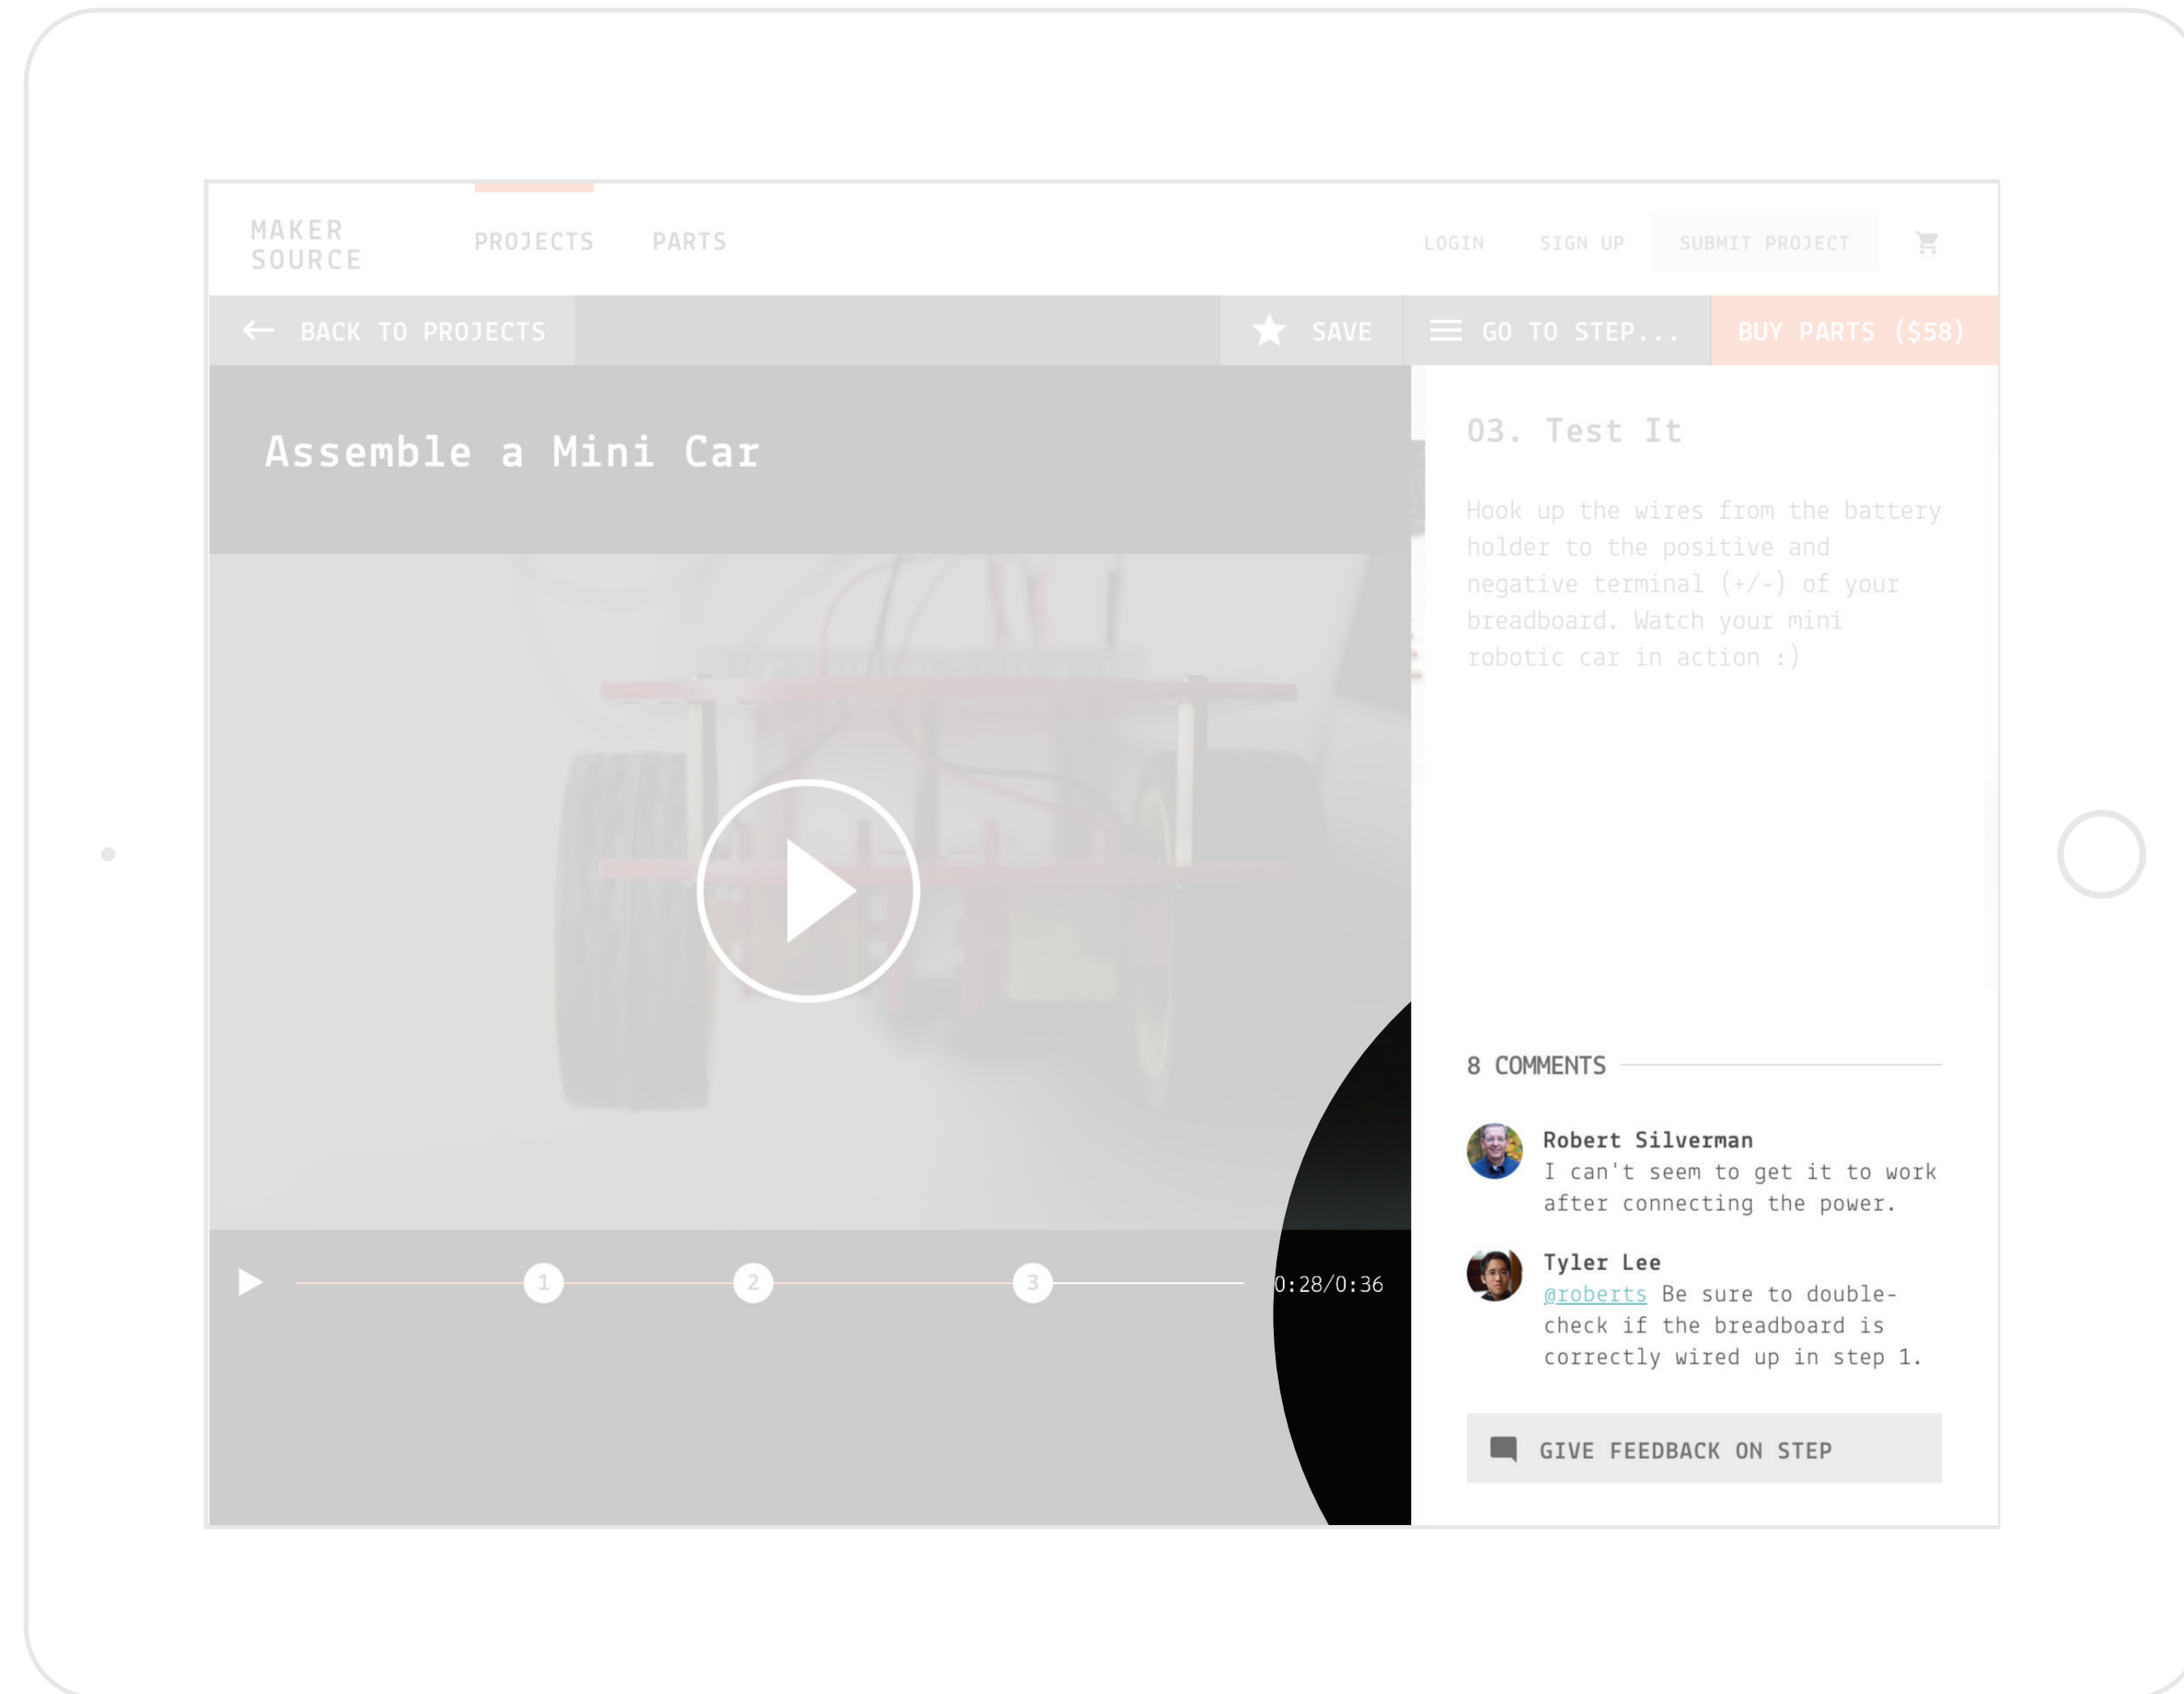 MAKER
SOURCE
PROJECTS
PARTS
LOGIN
SIGN UP
SUBMIT PROJECT
BACK TO PROJECTS
SAVE
GO TO STEP...
BUY PARTS ($58)
Assemble a Mini Car
03. Test It
Hook up the wires from the battery
holder to the positive and
negative terminal (+/-) of your
breadboard. Watch your mini
robotic car in action :)
1
2
3
0:28/0:36
8 COMMENTS
Robert Silverman
I can't seem to get it to work
after connecting the power.
Tyler Lee
@roberts Be sure to double-
check if the breadboard is
correctly wired up in step 1.
GIVE FEEDBACK ON STEP